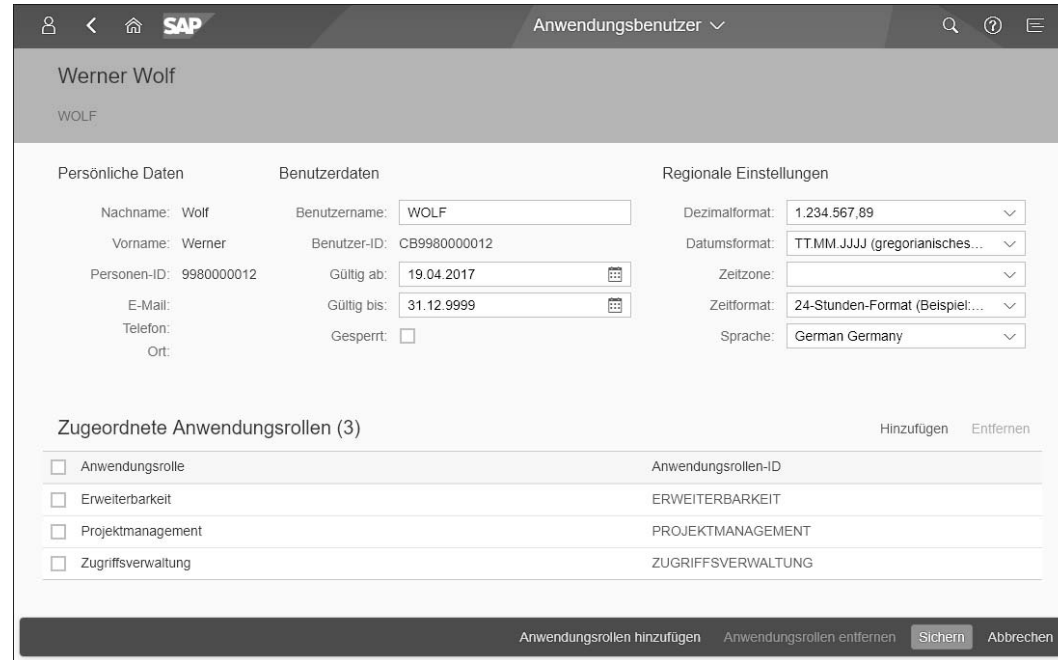 SAP Anwendungsbenutzer
Werner Wolf
WOLF
Persönliche Daten
Nachname: Wolf
Vorname: Werner
Personen-ID: 9980000012
E-Mail:
Telefon:
Ort:
Benutzerdaten
Benutzername: WOLF
Benutzer-ID: CB9980000012
Gültig ab: 19.04.2017
Gültig bis: 31.12.9999
Gesperrt:
Regionale Einstellungen
Dezimalformat: 1.234.567,89
Datumsformat: TT.MM.JJJJ (gregorianisches...
Zeitzone:
Zeitformat: 24-Stunden-Format (Beispiel:...
Sprache: German Germany
Zugeordnete Anwendungsrollen (3) Hinzufügen Entfernen
Anwendungsrolle Anwendungsrollen-ID
Erweiterbarkeit ERWEITERBARKEIT
Projektmanagement PROJEKTMANAGEMENT
Zugriffsverwaltung ZUGRIFFSVERWALTUNG
Anwendungsrollen hinzufügen Anwendungsrollen entfernen Sichern Abbrechen